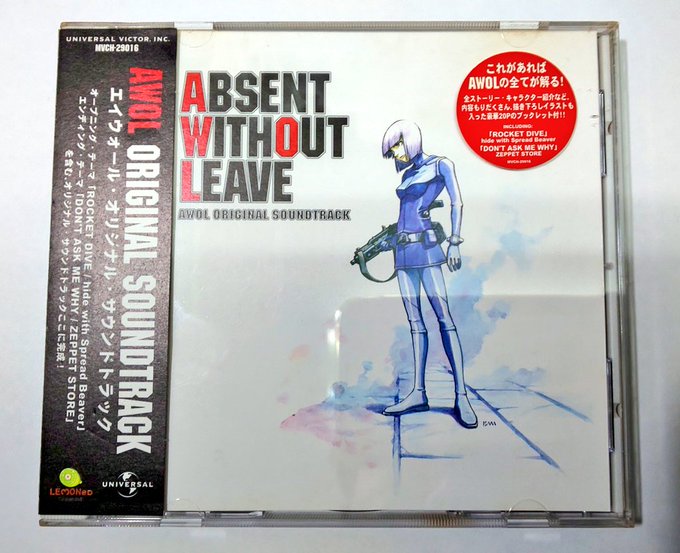 UNIVERSAL VICTOR, INC.
MVCH-29016
AWOL ORIGINAL SOUNDTRACK
エイウォール・オリジナル サウンドトラック
オープニング・テーマ「ROCKET DIVE / hide with Spread Beaver」
エンディング・テーマ「DON'T ASK ME WHY / ZEPPET STORE」
を含む、オリジナル サウンドトラックここに完成!
LEMONeD
UNIVERSAL
ABSENT
WITHOUT
LEAVE
AWOL ORIGINAL SOUNDTRACK
これがあれば
AWOLの全てが解る!
全ストーリー・キャラクター紹介など、
内容もりだくさん、描き下ろしイラストも
入った豪華20Pのブックレット付!!
INCLUDING:
「ROCKET DIVE」
hide with Spread Beaver
「DON'T ASK ME WHY」
ZEPPET STORE
MVCH-29016